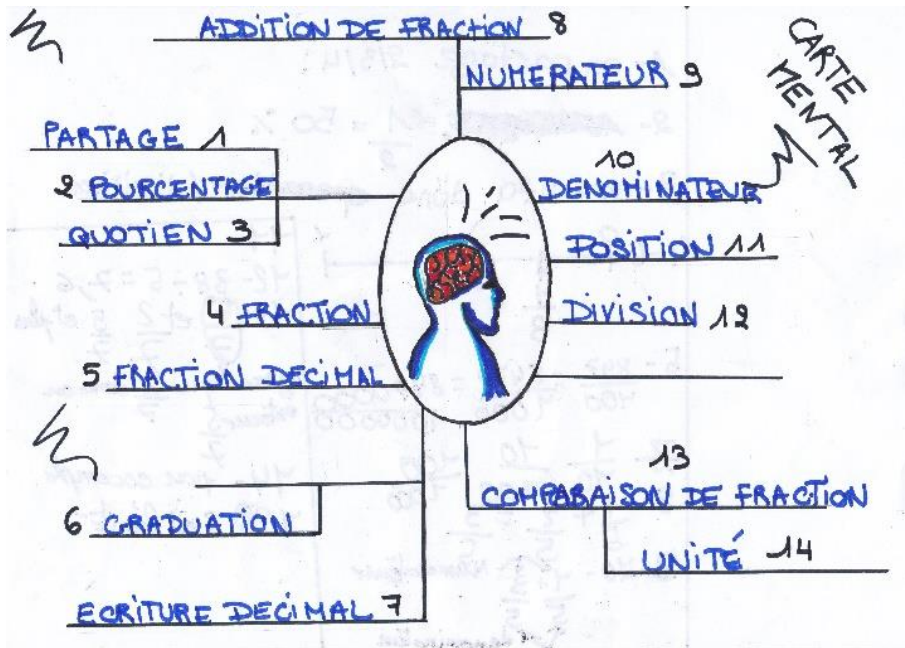 ADDITION DE FRACTION 8
NUMERATEUR 9
CARTE
MENTAL
PARTAGE 1
2 POURCENTAGE
QUOTIEN 3
4 FRACTION
5 FRACTION DECIMAL
6 GRADUATION
ECRITURE DECIMAL 7
10
DENOMINATEUR
POSITION 11
DIVISION 12
13
COMPARAISON DE FRACTION
UNITÉ 14